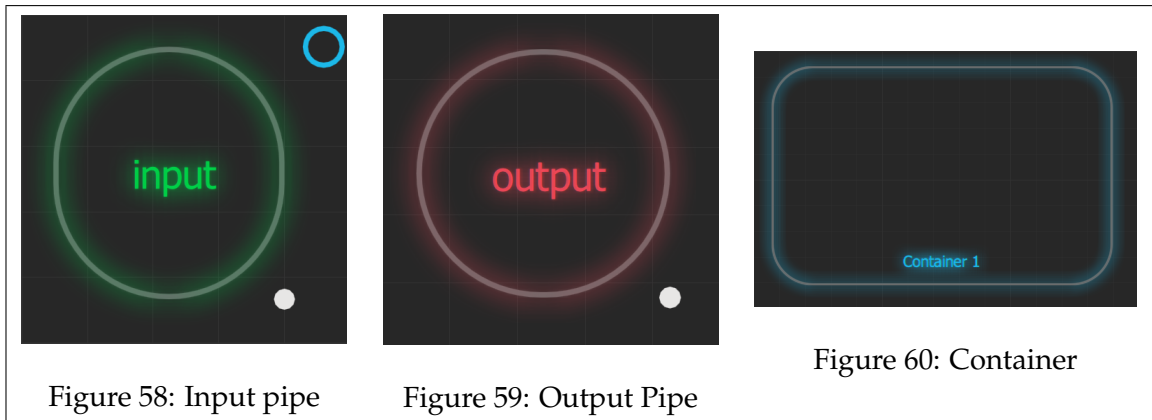 input
output
Container 1
Figure 58: Input pipe
Figure 59: Output Pipe
Figure 60: Container